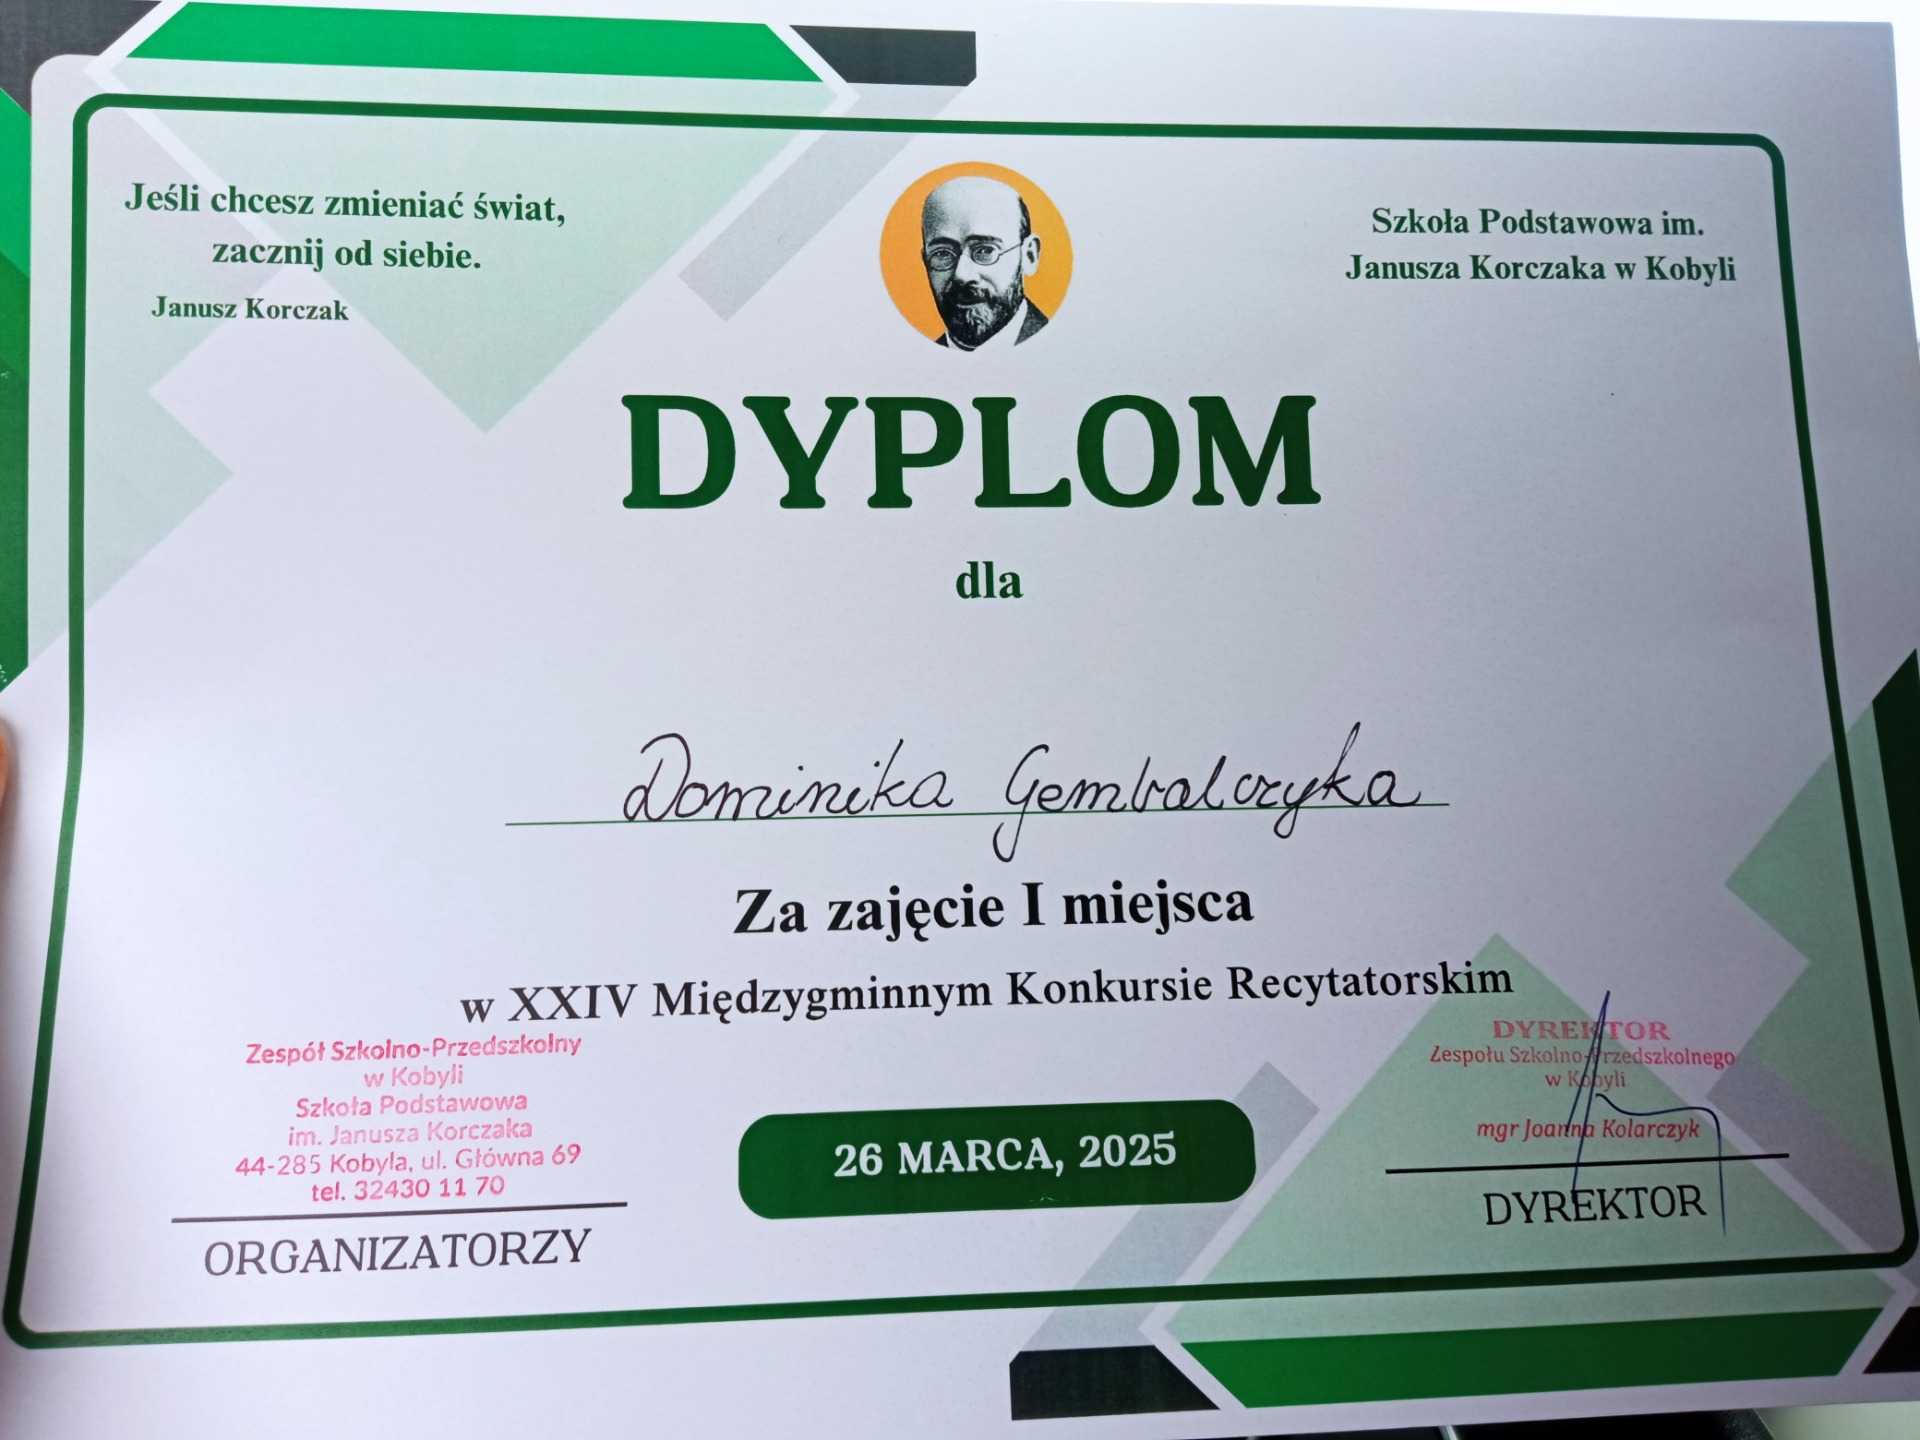 Jeśli chcesz zmieniać świat,
zacznij od siebie.
Janusz Korczak
Szkoła Podstawowa im.
Janusza Korczaka w Kobyli
DYPLOM
dla
Dominika Gembalczyka
Za zajęcie I miejsca
w XXIV Międzygminnym Konkursie Recytatorskim
Zespół Szkolno-Przedszkolny
w Kobyli
Szkoła Podstawowa
im. Janusza Korczaka
44-285 Kobyla, ul. Główna 69
tel. 32430 11 70
ORGANIZATORZY
26 MARCA, 2025
DYREKTOR
Zespołu Szkolno-Przedszkolnego
w Kobyli
mgr Joanna Kolarczyk
DYREKTOR